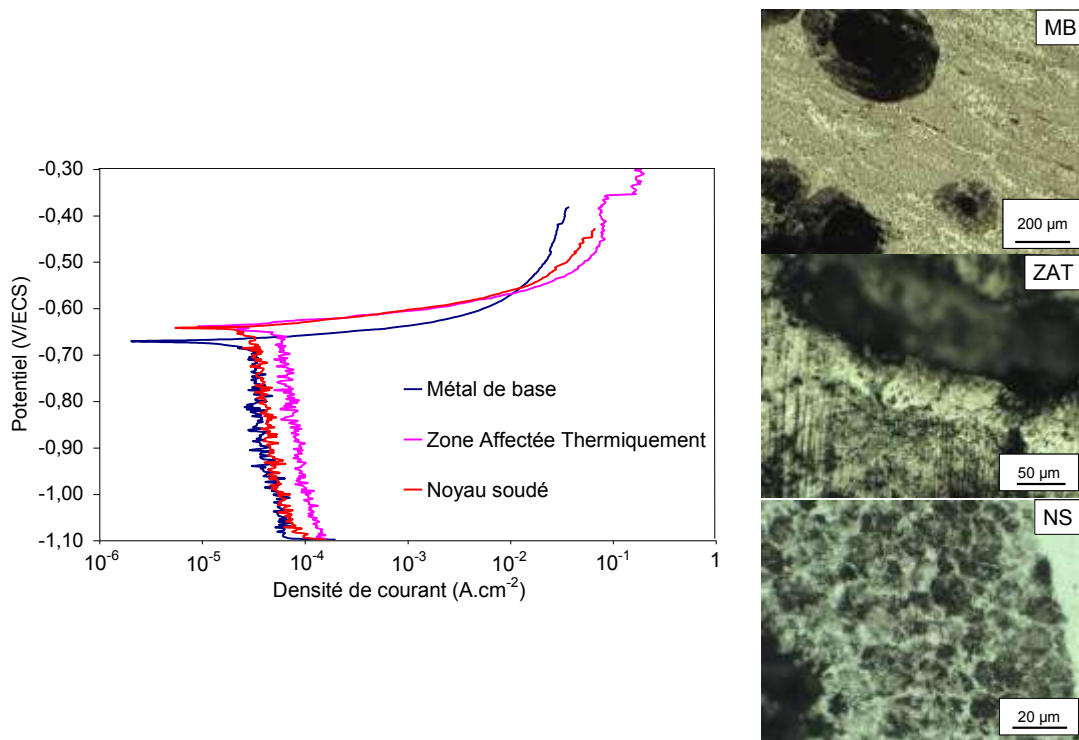 -0,30
-0,40
-0,50
-0,60
-0,70
-0,80
-0,90
-1,00
-1,10
Potentiel (V/ECS)
10-6
10-5
10-4
10-3
10-2
10-1
1
Densité de courant (A.cm-2)
Métal de base
Zone Affectée Thermiquement
Noyau soudé
MB
200 µm
ZAT
50 µm
NS
20 µm